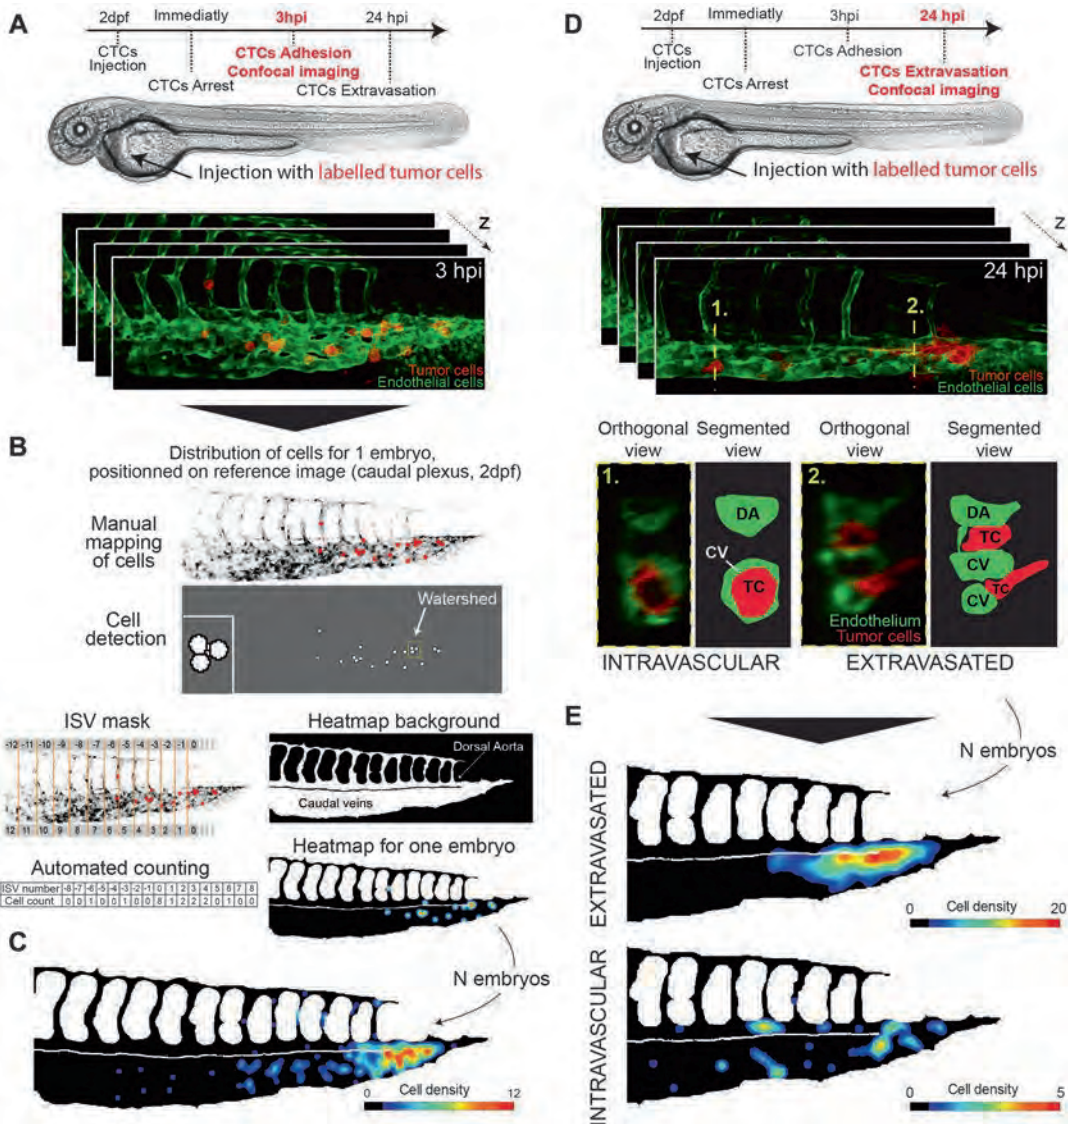 A
2dpf
Immediatly
3hpi
24 hpi
CTCs
Injection
CTCs Arrest
CTCs Adhesion
Confocal imaging
CTCs Extravasation
Injection with labelled tumor cells
Z
3 hpi
Tumor cells
Endothelial cells
B
Distribution of cells for 1 embryo,
positionned on reference image (caudal plexus, 2dpf)
Manual
mapping
of cells
Cell
detection
Watershed
ISV mask
-12 -11 -10 -9 -8 -7 -6 -5 -4 -3 -2 -1 0
12 11 10 9 8 7 6 5 4 3 2 1 0
Automated counting
ISV number -8 -7 -6 -5 -4 -3 -2 -1 0 1 2 3 4 5 6 7 8
Cell count 0 0 1 0 0 1 0 0 8 1 2 2 2 0 1 0 0
Heatmap background
Dorsal Aorta
Caudal veins
Heatmap for one embryo
N embryos
C
Cell density
0 12
D
2dpf
Immediatly
3hpi
24 hpi
CTCs
Injection
CTCs Arrest
CTCs Adhesion
CTCs Extravasation
Confocal imaging
Injection with labelled tumor cells
Z
24 hpi
1.
2.
Tumor cells
Endothelial cells
Orthogonal
view
Segmented
view
Orthogonal
view
Segmented
view
1.
DA
CV
TC
2.
Endothelium
Tumor cells
DA
TC
CV
TC
CV
INTRAVASCULAR
EXTRAVASATED
E
N embryos
EXTRAVASATED
0 Cell density 20
INTRAVASCULAR
0 Cell density 5